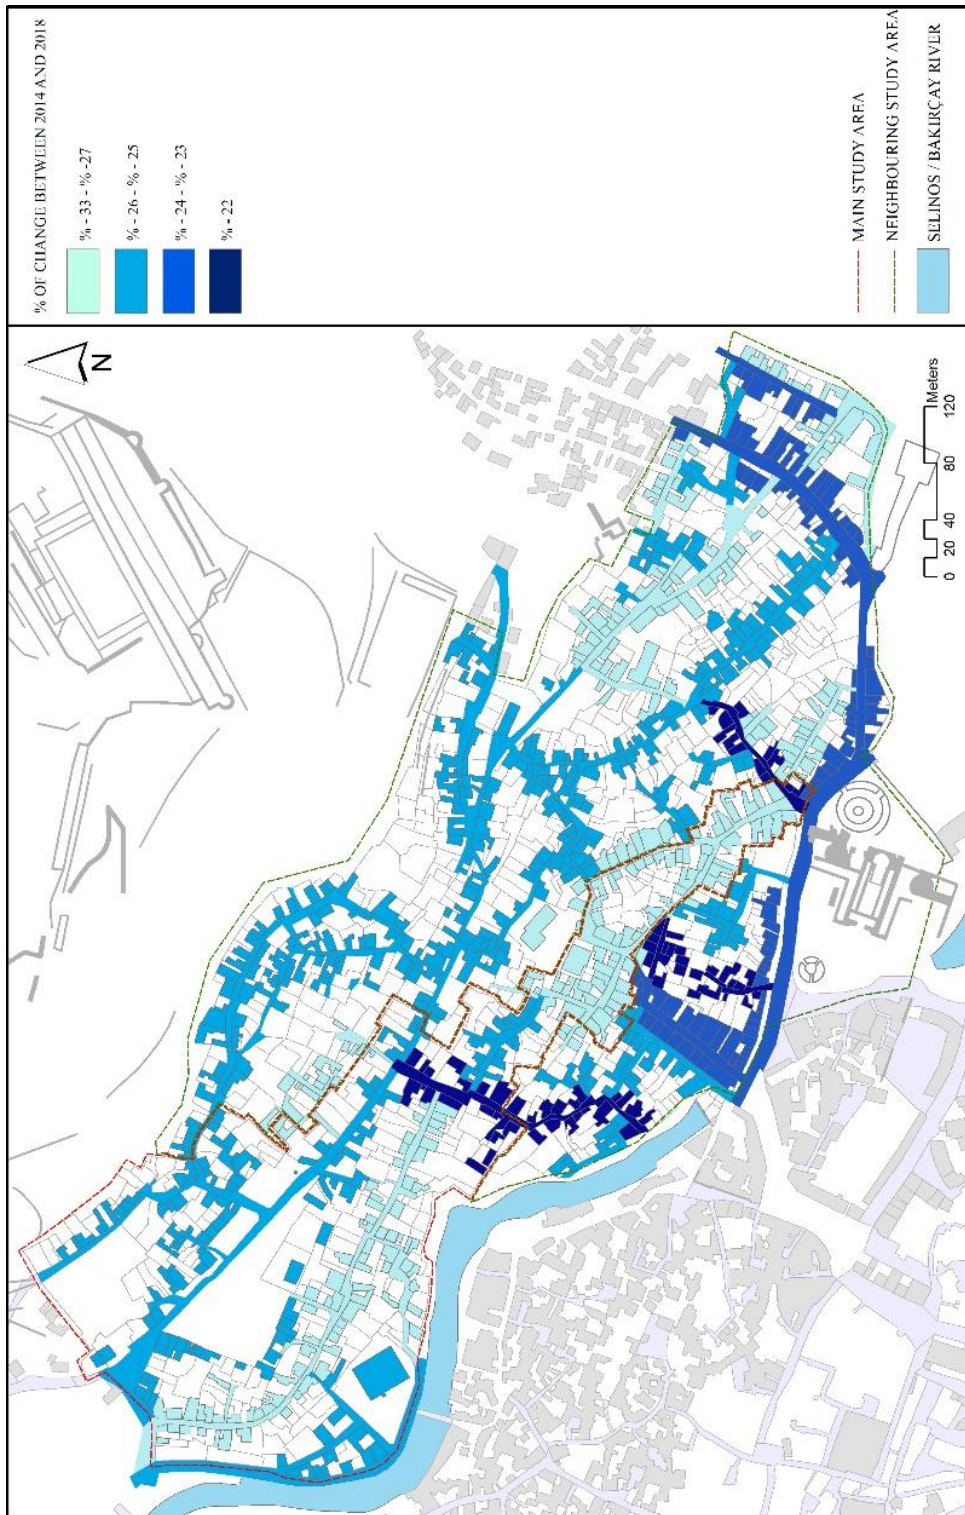 % OF CHANGE BETWEEN 2014 AND 2018
% - 33 - % -27
% - 26 - % - 25
% - 24 - % - 23
% - 22
MAIN STUDY AREA
NEIGHBOURING STUDY AREA
SELINOS / BAKIRÇAY RIVER
N
Meters
0 20 40 80 120